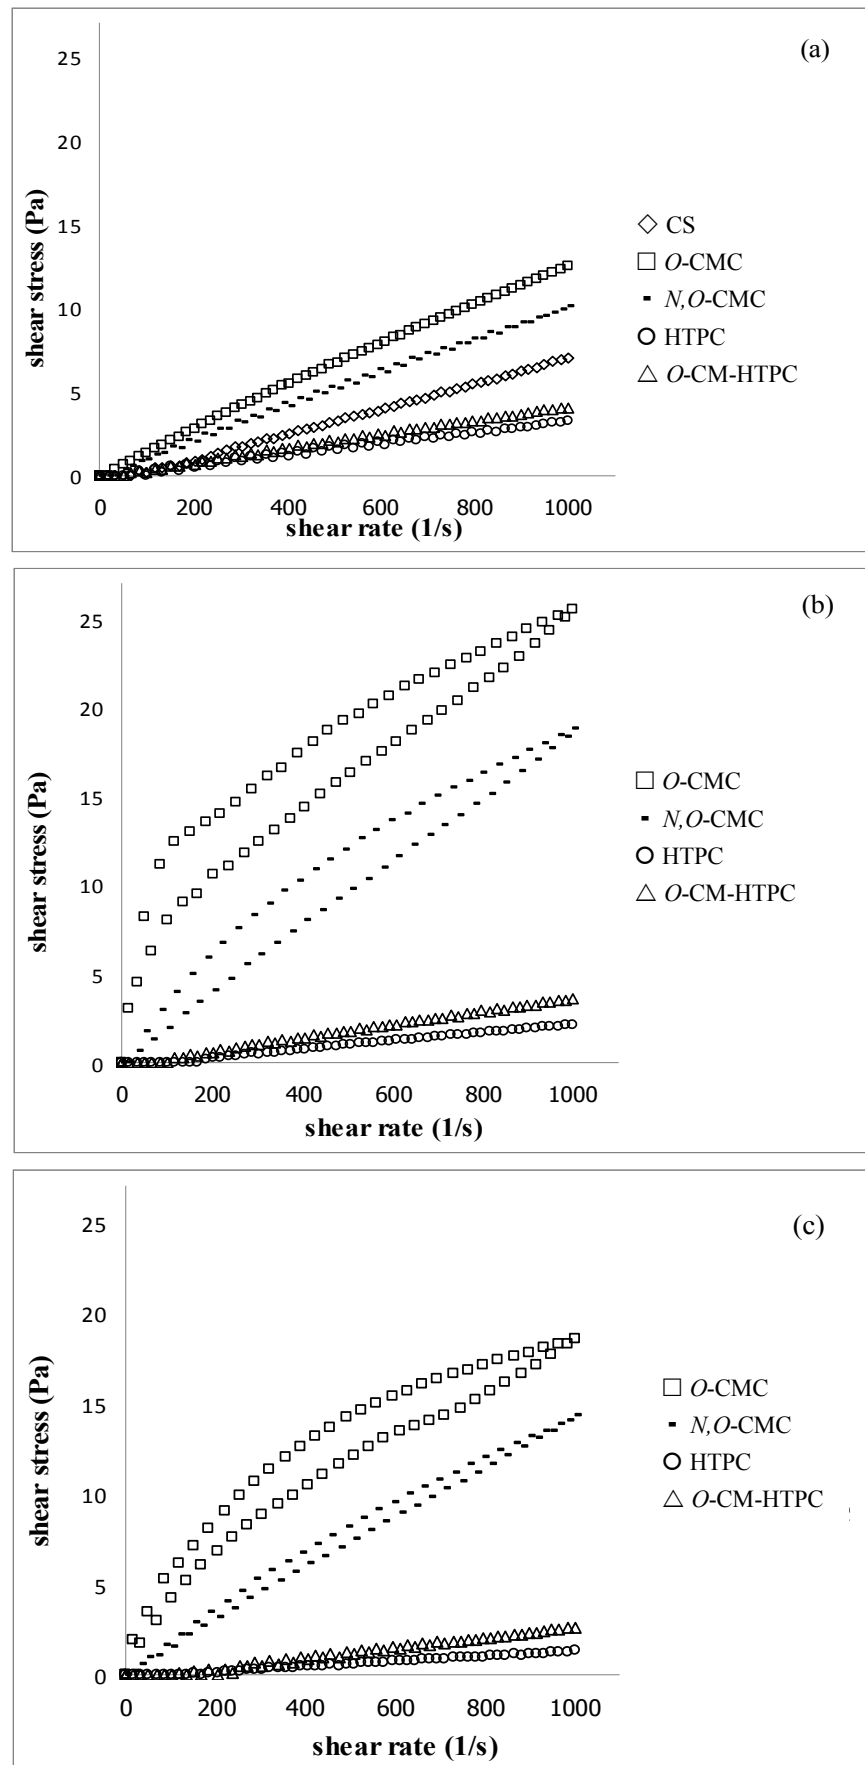 (a)
25
20
15
10
5
0
shear stress (Pa)
CS
O-CMC
N,O-CMC
HTPC
O-CM-HTPC
0 200 400 600 800 1000
shear rate (1/s)
(b)
25
20
15
10
5
0
shear stress (Pa)
O-CMC
N,O-CMC
HTPC
O-CM-HTPC
0 200 400 600 800 1000
shear rate (1/s)
(c)
25
20
15
10
5
0
shear stress (Pa)
O-CMC
N,O-CMC
HTPC
O-CM-HTPC
0 200 400 600 800 1000
shear rate (1/s)